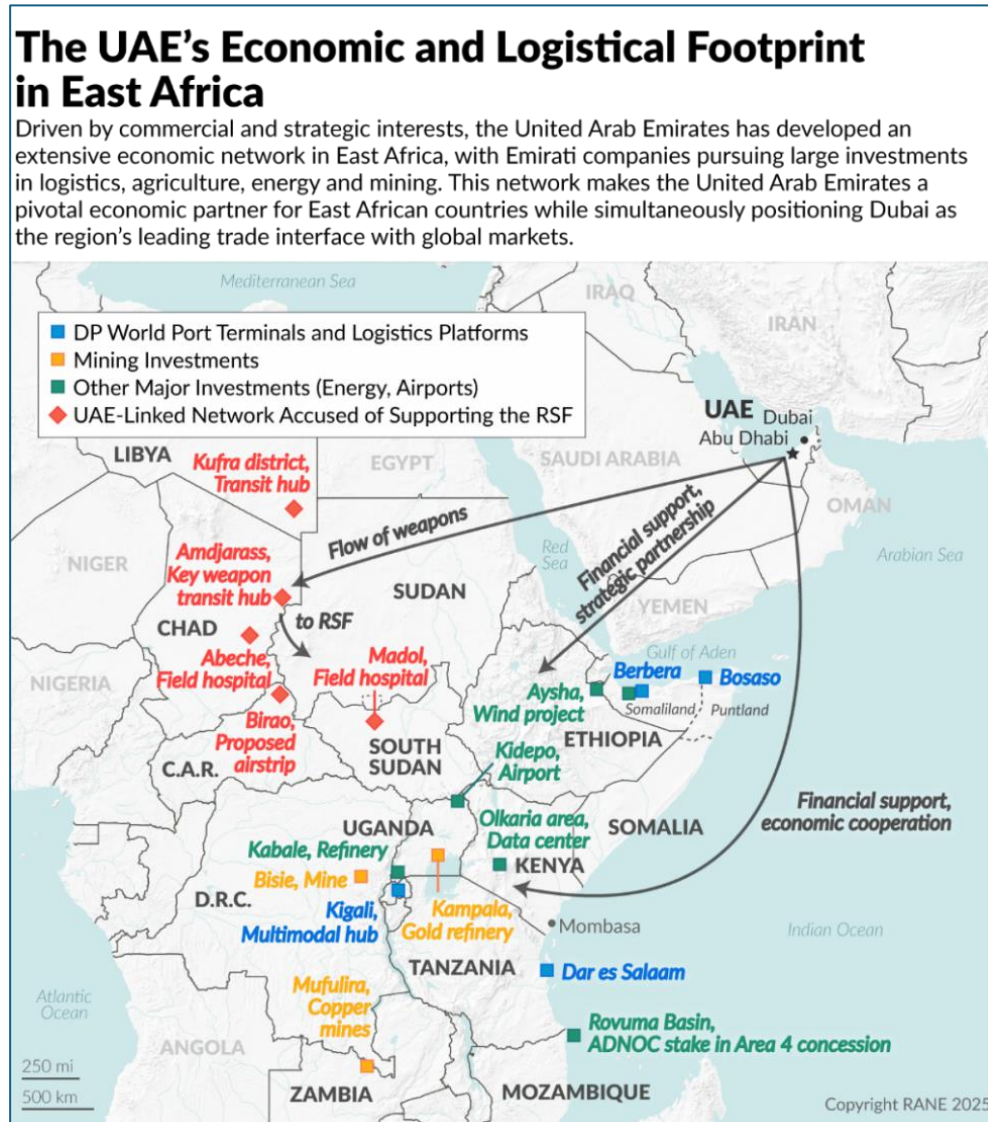 The UAE's Economic and Logistical Footprint
in East Africa
Driven by commercial and strategic interests, the United Arab Emirates has developed an
extensive economic network in East Africa, with Emirati companies pursuing large investments
in logistics, agriculture, energy and mining. This network makes the United Arab Emirates a
pivotal economic partner for East African countries while simultaneously positioning Dubai as
the region's leading trade interface with global markets.
Mediterranean Sea
IRAQ
IRAN
DP World Port Terminals and Logistics Platforms
Mining Investments
Other Major Investments (Energy, Airports)
UAE-Linked Network Accused of Supporting the RSF
UAE
Dubai
Abu Dhabi
LIBYA
EGYPT
SAUDI ARABIA
OMAN
Kufra district,
Transit hub
Flow of weapons
Financial support,
strategic partnership
Red
Sea
Arabian Sea
NIGER
Amdjarass,
Key weapon
transit hub
SUDAN
YEMEN
CHAD
to RSF
Gulf of Aden
Abeche,
Field hospital
Madol,
Field hospital
NIGERIA
Berbera
Bosaso
Aysha,
Wind project
Somaliland
Puntland
Birao,
Proposed
airstrip
ETHIOPIA
SOUTH
SUDAN
C.A.R.
Kidepo,
Airport
Financial support,
economic cooperation
UGANDA
Olkaria area,
Data center
SOMALIA
Kabale, Refinery
KENYA
Bisie, Mine
D.R.C.
Kigali,
Multimodal hub
Kampala,
Gold refinery
Mombasa
Indian Ocean
TANZANIA
Dar es Salaam
Mufulira,
Copper
mines
Atlantic
Ocean
Rovuma Basin,
ADNOC stake in Area 4 concession
ANGOLA
250 mi
500 km
ZAMBIA
MOZAMBIQUE
Copyright RANE 2025